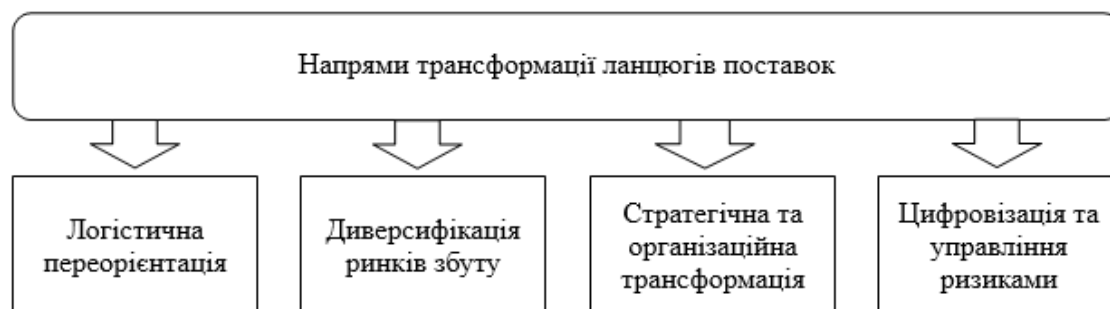 Напрями трансформації ланцюгів поставок
Логістична
переорієнтація
Диверсифікація
ринків збуту
Стратегічна та
організаційна
трансформація
Цифровізація та
управління
ризиками